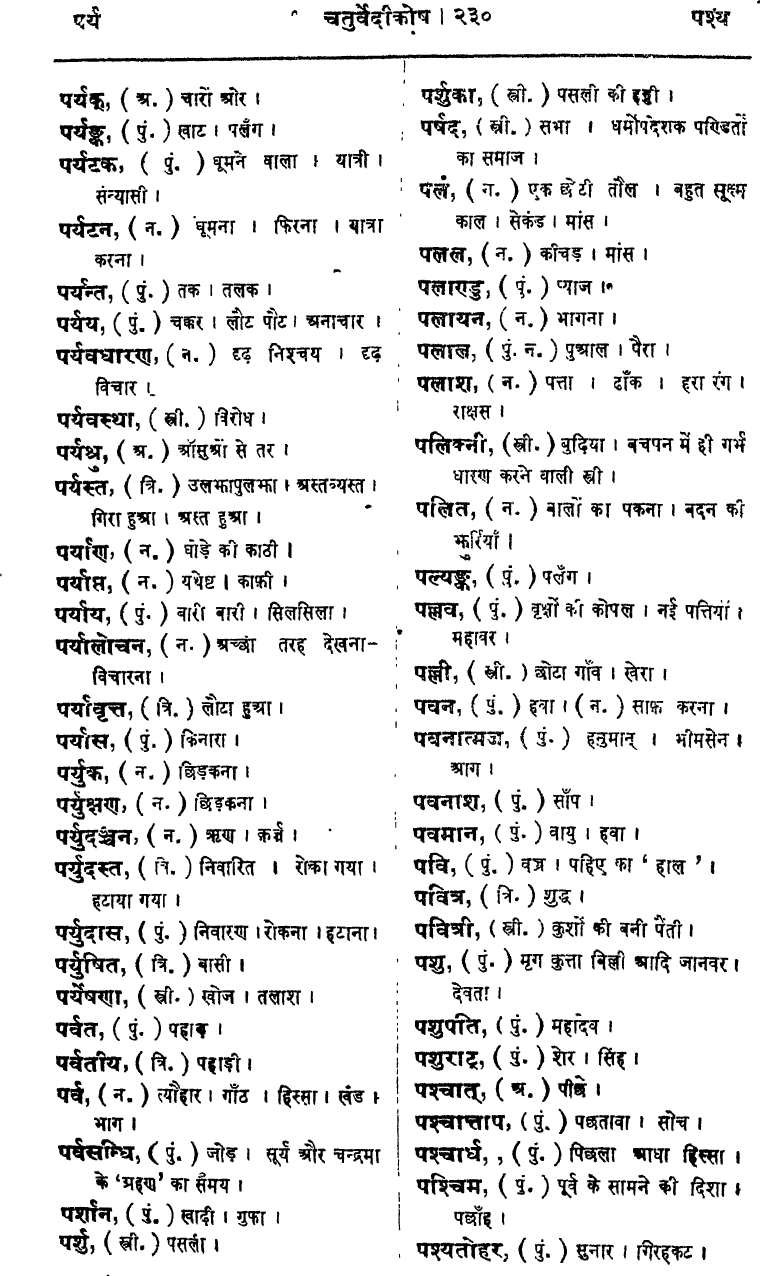 पर्य चतुर्वेदीकोष । २३० पश्य
पर्यक्, ( अ. ) चारों ओर ।
पर्यङ्क, ( पुं. ) खाट । पलँग ।
पर्यटक, ( पुं. ) घूमने वाला । यात्री ।
संन्यासी ।
पर्यटन, ( न. ) घूमना । फिरना । यात्रा
करना ।
पर्यन्त, ( पुं. ) तक । तलक ।
पर्यय, ( पुं. ) चक्कर । लौट पौट । अनाचार ।
पर्यवधारण, ( न. ) दृढ़ निश्चय । दृढ़
विचार ।
पर्यवस्था, ( स्त्री. ) विरोध ।
पर्यश्रु, ( अ. ) आँसुओं से तर ।
पर्यस्त, ( त्रि. ) उलझापुलझा । अस्तव्यस्त ।
गिरा हुआ । अस्त हुआ ।
पर्याण, ( न. ) घोड़े की काठी ।
पर्याप्त, ( न. ) यथेष्ट । काफ़ी ।
पर्याय, ( पुं. ) वारी बारी । सिलसिला ।
पर्यालोचन, ( न. ) अच्छी तरह देखना-
विचारना ।
पर्यावृत्त, ( त्रि. ) लौटा हुआ ।
पर्यास, ( पुं. ) किनारा ।
पर्युक, ( न. ) छिड़कना ।
पर्युक्षण, ( न. ) छिड़कना ।
पर्युदञ्चन, ( न. ) ऋण । कर्ज़ ।
पर्युदस्त, ( त्रि. ) निवारित । रोका गया ।
हटाया गया ।
पर्युदास, ( पुं. ) निवारण । रोकना । हटाना ।
पर्युषित, ( त्रि. ) बासी ।
पर्येषणा, ( स्त्री. ) खोज । तलाश ।
पर्वत, ( पुं. ) पहाड़ ।
पर्वतीय, ( त्रि. ) पहाड़ी ।
पर्व, ( न. ) त्यौहार । गाँठ । हिस्सा । खंड ।
भाग ।
पर्वसन्धि, ( पुं. ) जोड़ । सूर्य और चन्द्रमा
के 'ग्रहण' का समय ।
पर्शान, ( पुं. ) खाड़ी । गुफा ।
पर्शु, ( स्त्री. ) पसली ।
पर्शुका, ( स्त्री. ) पसली की हड्डी ।
पर्षद्, ( स्त्री. ) सभा । धर्मोपदेशक पण्डितों
का समाज ।
पलं, ( न. ) एक छोटी तौल । बहुत सूक्ष्म
काल । सेकंड । मांस ।
पलल, ( न. ) कीचड़ । मांस ।
पलाण्डु, ( पुं. ) प्याज ।
पलायन, ( न. ) भागना ।
पलाल, ( पुं. न. ) पुआल । पैरा ।
पलाश, ( न. ) पत्ता । ढाँक । हरा रंग ।
राक्षस ।
पलिक्नी, (स्त्री. ) बुढ़िया । बचपन में ही गर्भ
धारण करने वाली स्त्री ।
पलित, ( न. ) बालों का पकना । बदन की
झुर्रियाँ ।
पल्यङ्क, ( पुं. ) पलँग ।
पल्लव, ( पुं. ) वृक्षों की कोपल । नई पत्तियां ।
महावर ।
पल्ली, ( स्त्री. ) छोटा गाँव । खेरा ।
पवन, ( पुं. ) हवा । ( न. ) साफ़ करना ।
पवनात्मज, ( पुं. ) हनुमान् । भीमसेन ।
आग ।
पवनाश, ( पुं. ) साँप ।
पवमान, ( पुं. ) वायु । हवा ।
पवि, ( पुं. ) वज्र । पहिए का ' हाल ' ।
पवित्र, ( त्रि. ) शुद्ध ।
पवित्री, ( स्त्री. ) कुशों की बनी पैंती ।
पशु, ( पुं. ) मृग कुत्ता बिल्ली आदि जानवर ।
देवता ।
पशुपति, ( पुं. ) महादेव ।
पशुराट्, ( पुं. ) शेर । सिंह ।
पश्चात्, ( अ. ) पीछे ।
पश्चात्ताप, ( पुं. ) पछतावा । सोच ।
पश्चार्ध, , ( पुं. ) पिछला आधा हिस्सा ।
पश्चिम, ( पुं. ) पूर्व के सामने की दिशा ।
पछाँह ।
पश्यतोहर, ( पुं. ) सुनार । गिरहकट ।